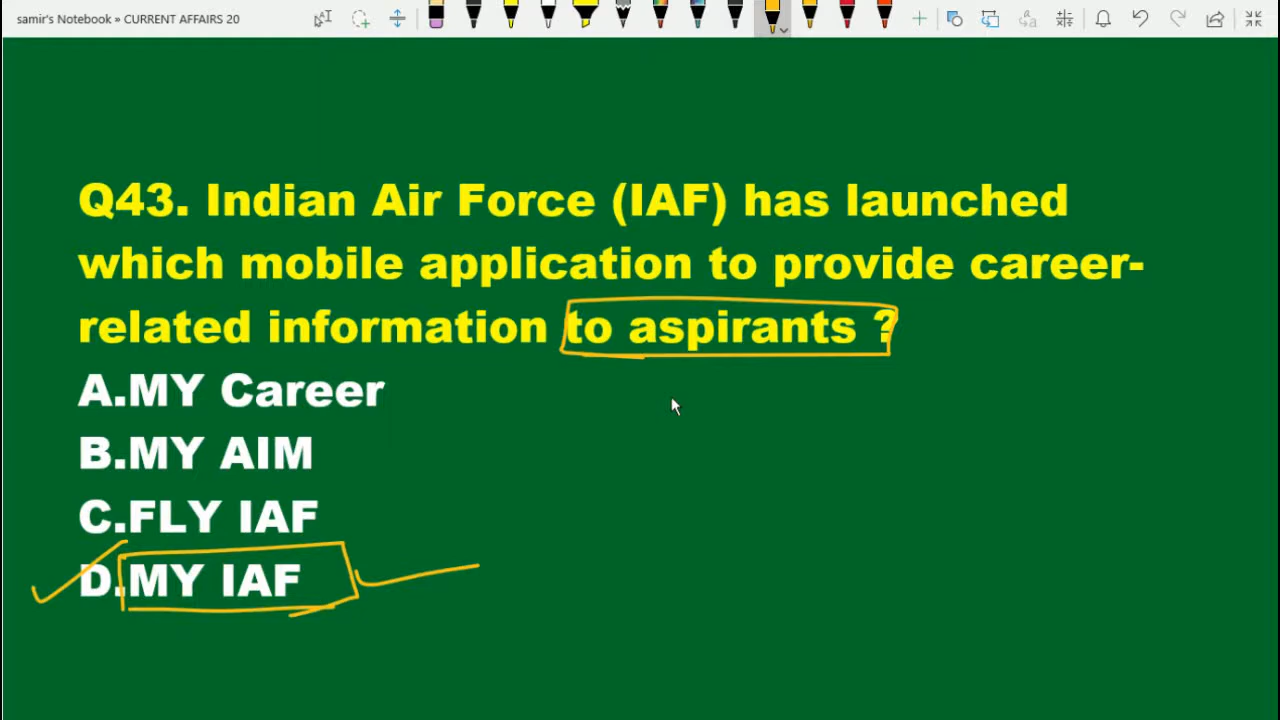 samir's Notebook » CURRENT AFFAIRS 20
Q43. Indian Air Force (IAF) has launched
which mobile application to provide career-
related information to aspirants ?
A.MY Career
B.MY AIM
C.FLY IAF
D.MY IAF